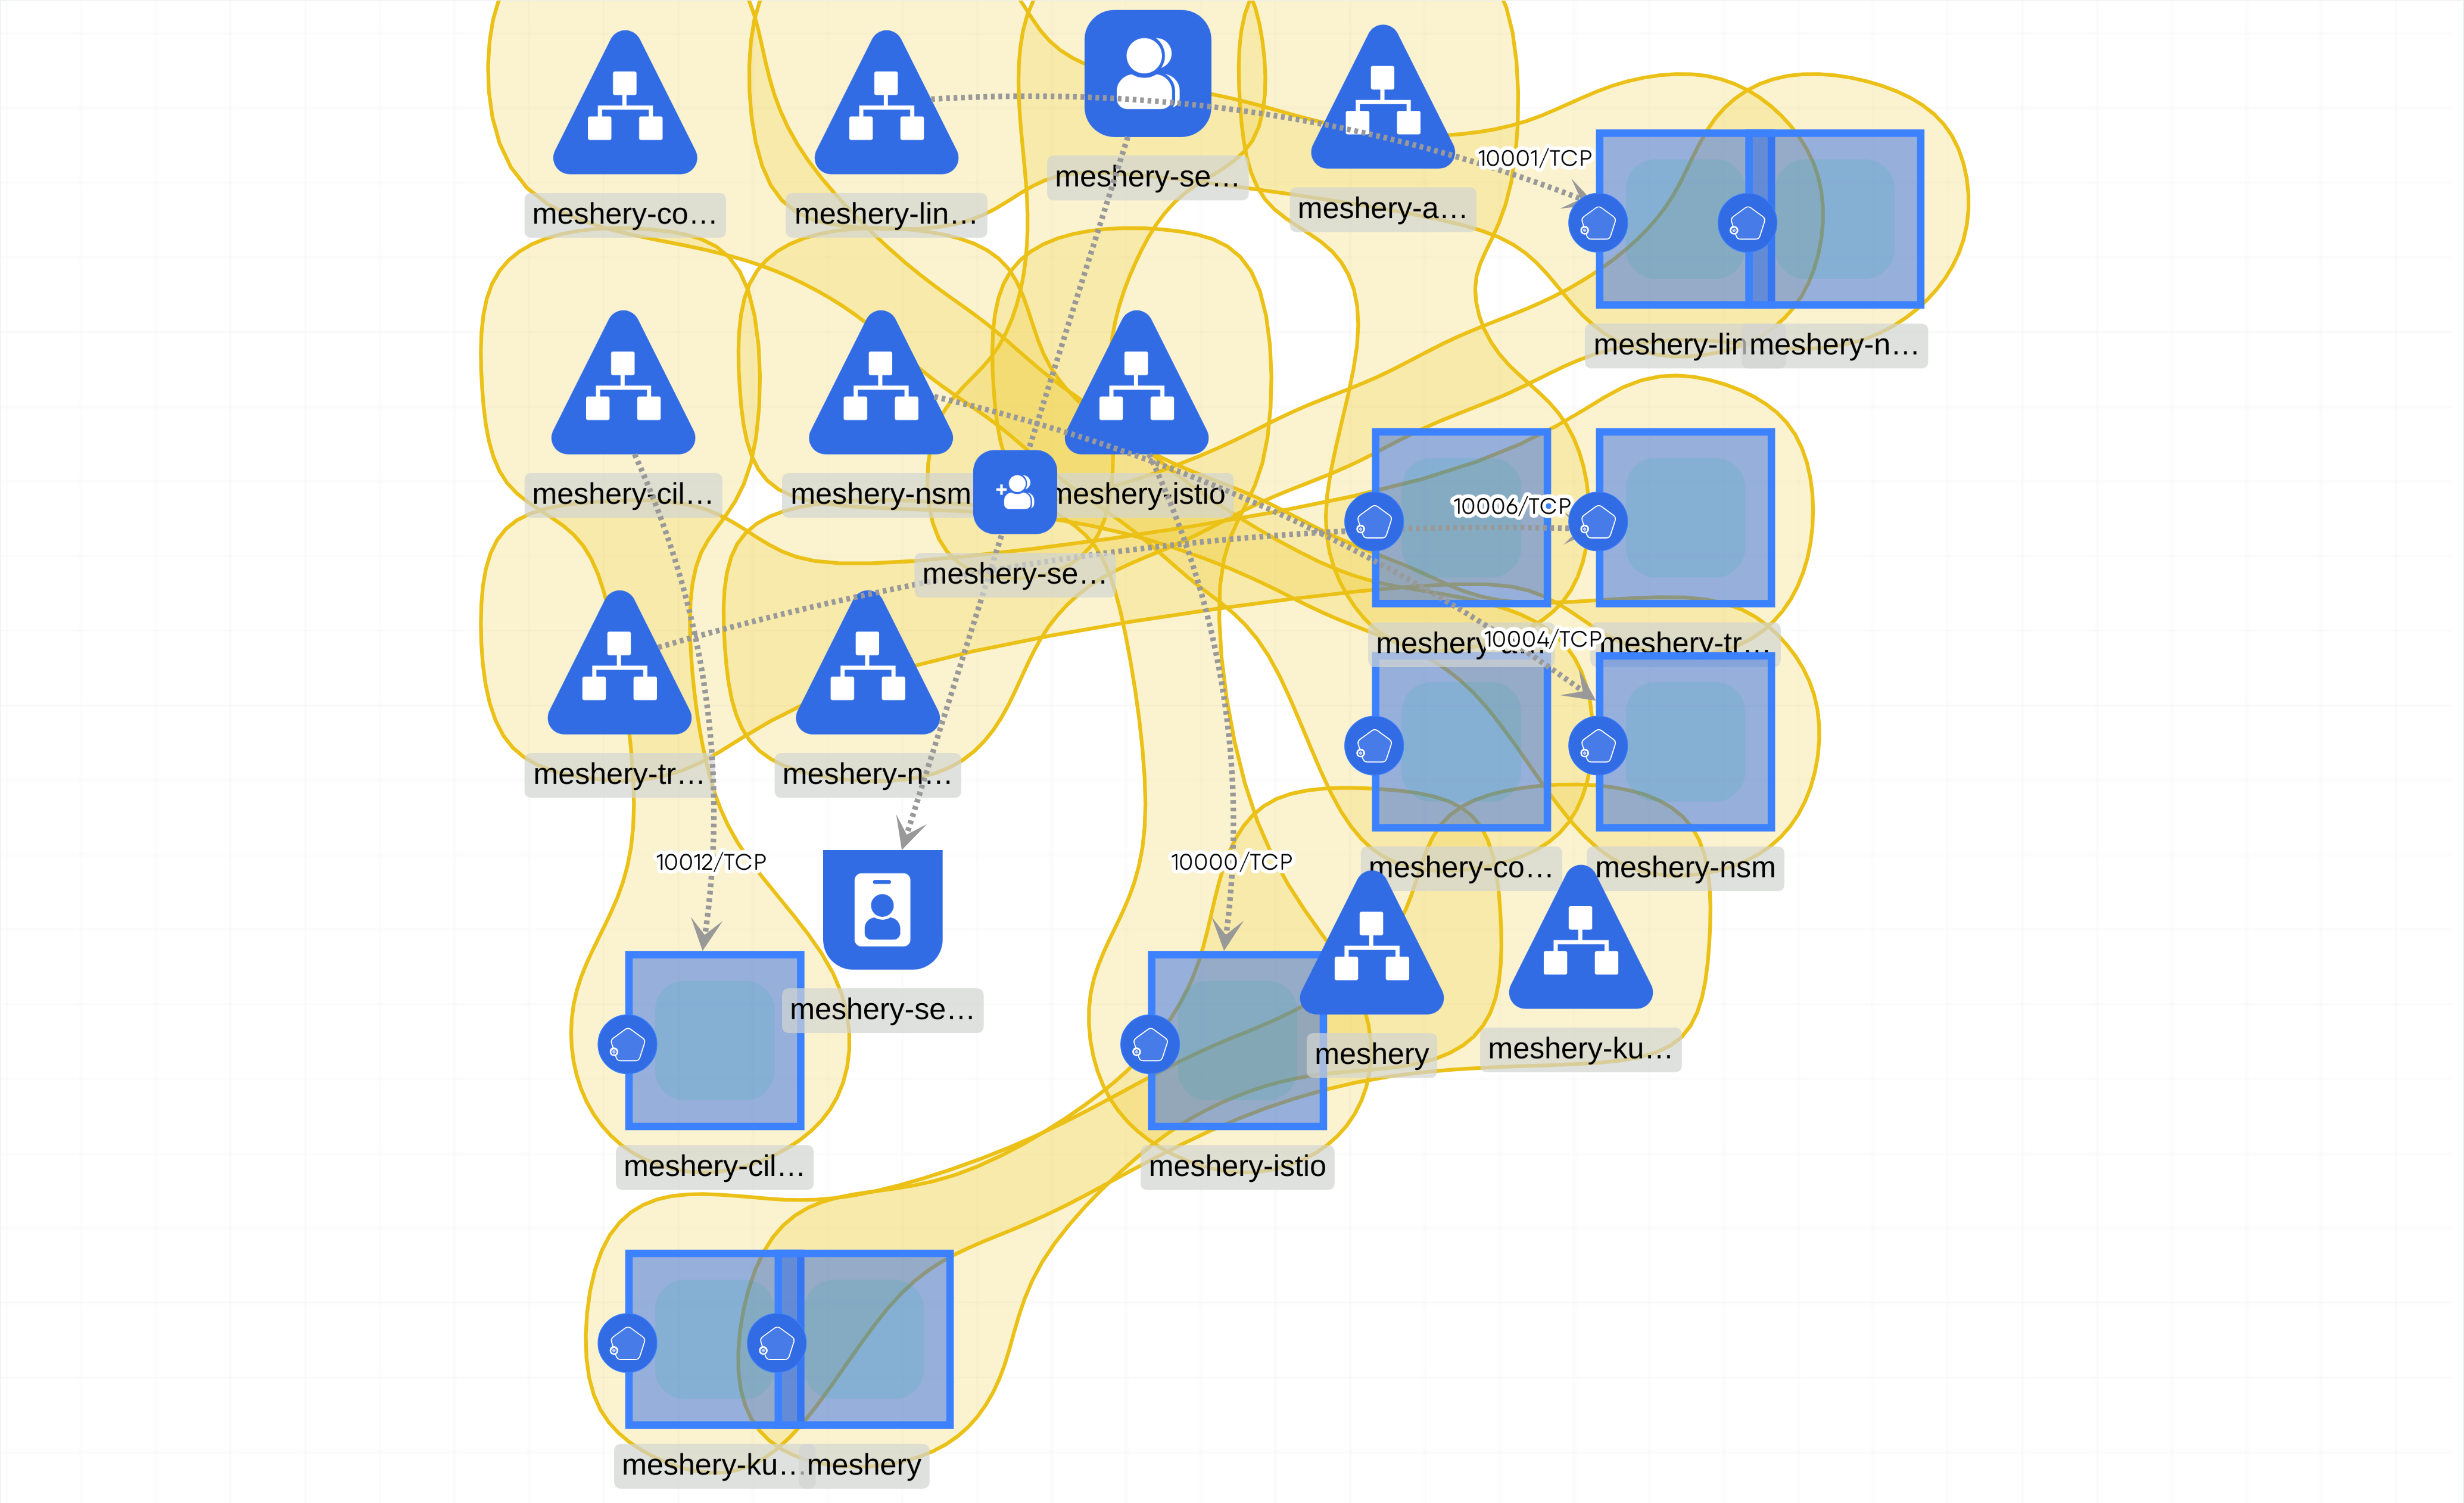 meshery-co…
meshery-lin…
meshery-se…
meshery-a…
10001/TCP
meshery-lin
meshery-n…
meshery-cil…
meshery-nsm
meshery-istio
10006/TCP
meshery-se…
10004/TCP
meshery-tr…
meshery-tr…
meshery-n…
10012/TCP
10000/TCP
meshery-co…
meshery-nsm
meshery-se…
meshery
meshery-ku…
meshery-cil…
meshery-istio
meshery-ku…
meshery